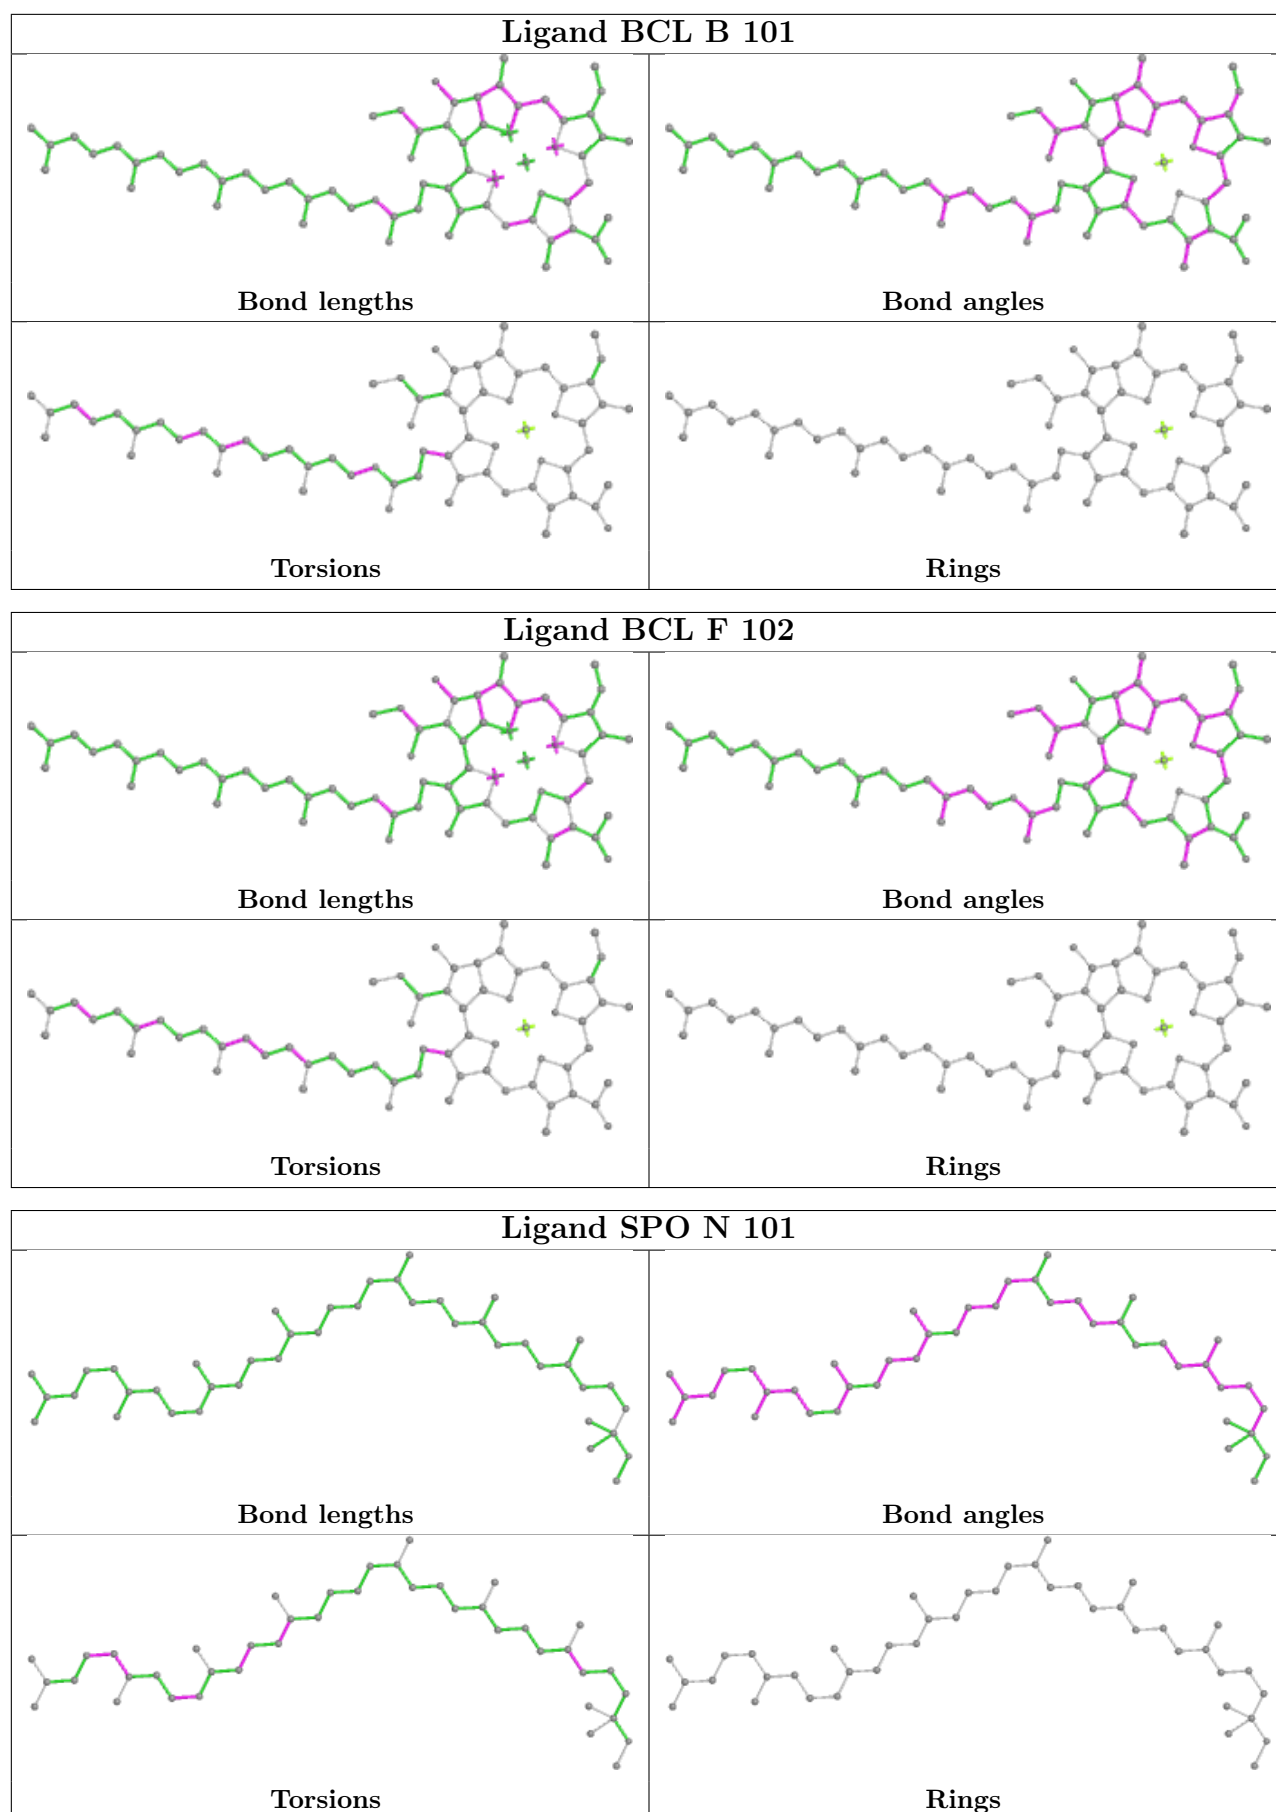 Ligand BCL B 101
Bond lengths
Bond angles
Torsions
Rings
Ligand BCL F 102
Bond lengths
Bond angles
Torsions
Rings
Ligand SPO N 101
Bond lengths
Bond angles
Torsions
Rings